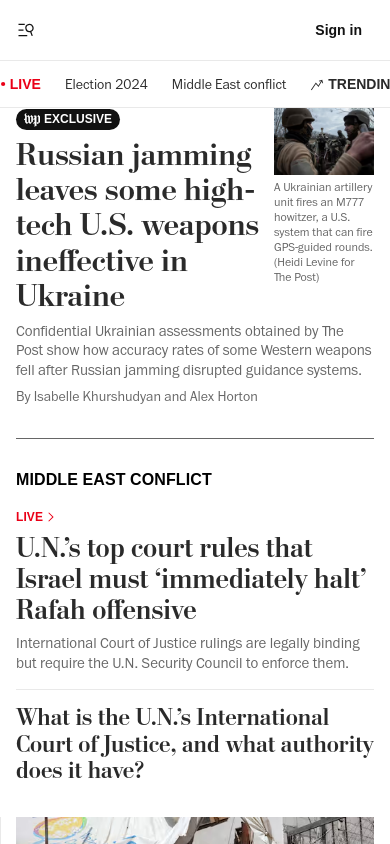 Sign in
LIVE
Election 2024
Middle East conflict
TRENDIN
wp EXCLUSIVE
Russian jamming
leaves some high-
tech U.S. weapons
ineffective in
Ukraine
A Ukrainian artillery
unit fires an M777
howitzer, a U.S.
system that can fire
GPS-guided rounds.
(Heidi Levine for
The Post)
Confidential Ukrainian assessments obtained by The
Post show how accuracy rates of some Western weapons
fell after Russian jamming disrupted guidance systems.
By Isabelle Khurshudyan and Alex Horton
MIDDLE EAST CONFLICT
LIVE
U.N.’s top court rules that
Israel must ‘immediately halt’
Rafah offensive
International Court of Justice rulings are legally binding
but require the U.N. Security Council to enforce them.
What is the U.N.’s International
Court of Justice, and what authority
does it have?